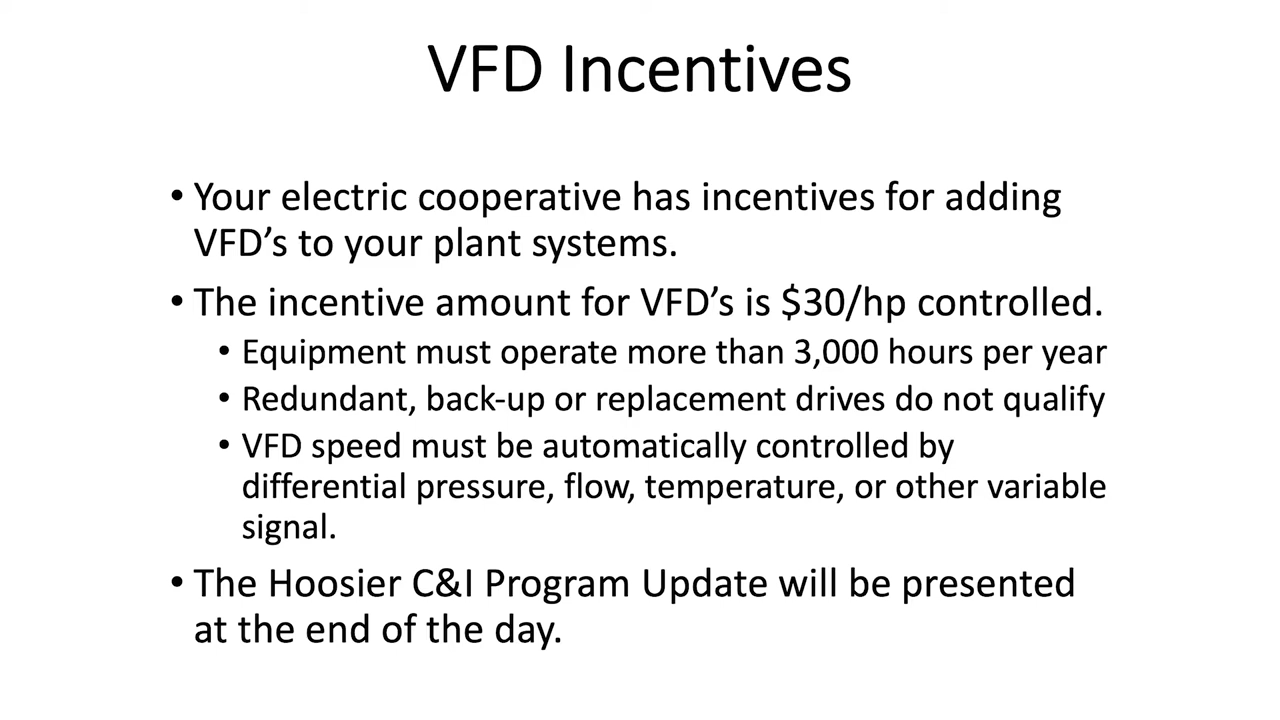 VFD Incentives
• Your electric cooperative has incentives for adding
VFD’s to your plant systems.
• The incentive amount for VFD’s is $30/hp controlled.
• Equipment must operate more than 3,000 hours per year
• Redundant, back-up or replacement drives do not qualify
• VFD speed must be automatically controlled by
differential pressure, flow, temperature, or other variable
signal.
• The Hoosier C&I Program Update will be presented
at the end of the day.